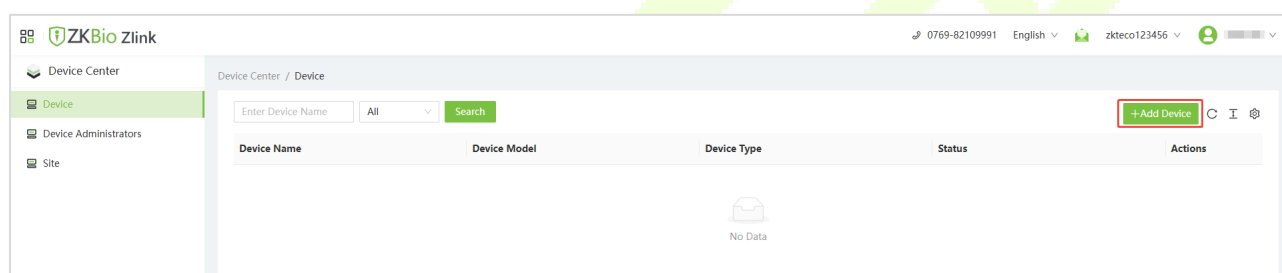 ZKBio Zlink
0769-82109991 English zkteco123456
Device Center
Device Center / Device
Device
Enter Device Name All Search +Add Device
Device Administrators
Device Name Device Model Device Type Status Actions
Site
No Data